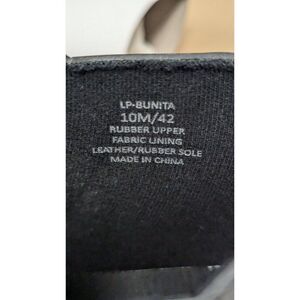 LP-BUNITA
10M/42
RUBBER UPPER
FABRIC LINING
LEATHER/RUBBER SOLE
MADE IN CHINA